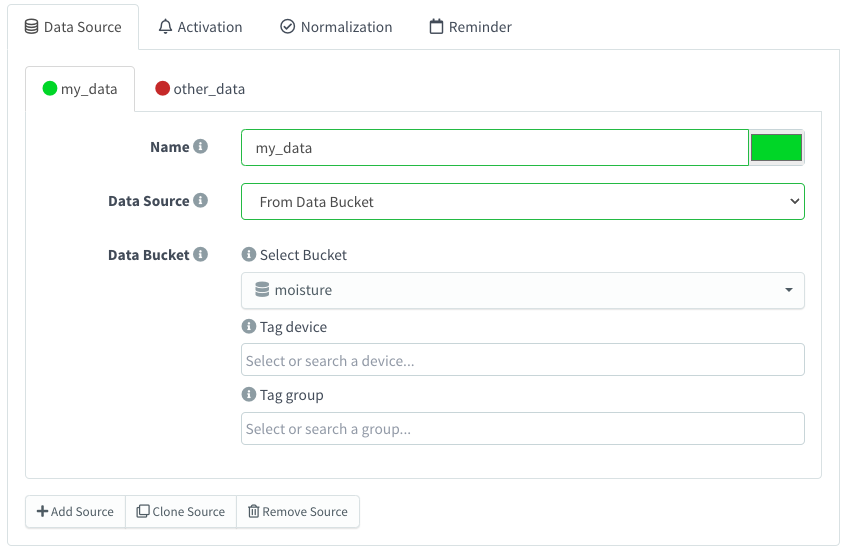 Data Source Activation Normalization Reminder
my_data other_data
Name my_data
Data Source From Data Bucket
Data Bucket Select Bucket
moisture
Tag device
Select or search a device...
Tag group
Select or search a group...
Add Source Clone Source Remove Source